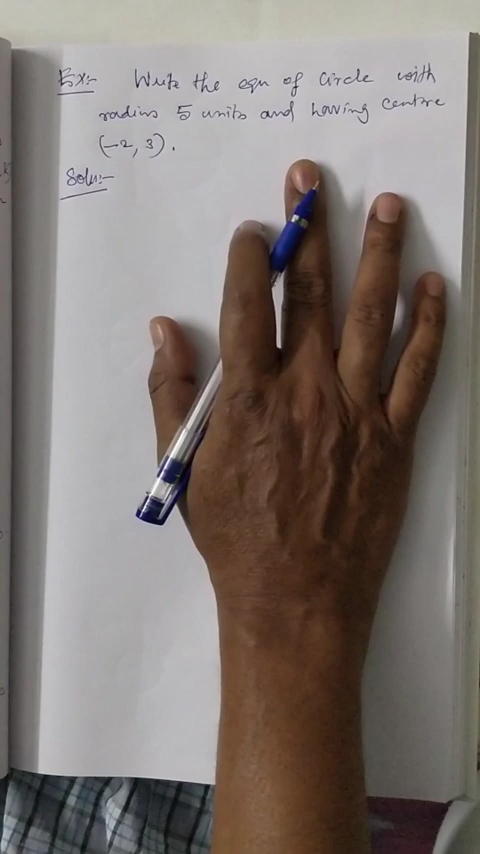 Ex:- Write the eqn of circle with
radius 5 units and having centre
(-2, 3).
Soln:-